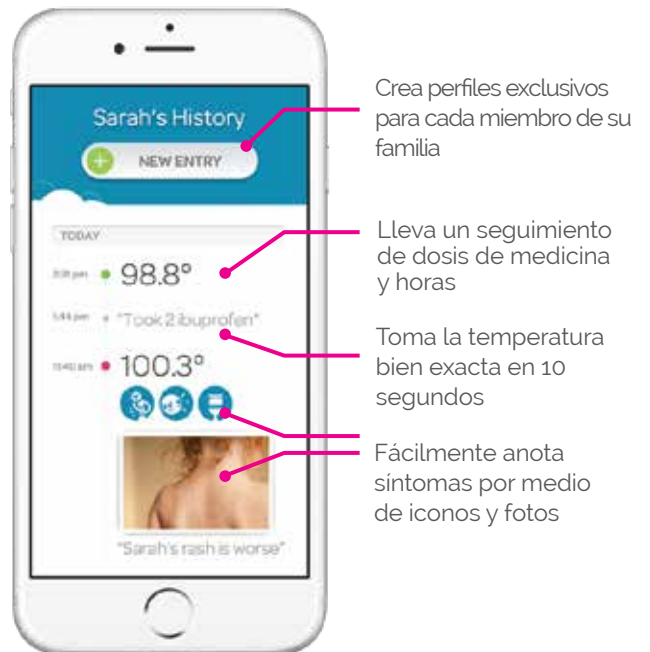 Sarah's History
NEW ENTRY
TODAY
98.8°
"Took 2 ibuprofen"
100.3°
"Sarah's rash is worse"
Crea perfiles exclusivos
para cada miembro de su
familia
Lleva un seguimiento
de dosis de medicina
y horas
Toma la temperatura
bien exacta en 10
segundos
Fácilmente anota
síntomas por medio
de iconos y fotos